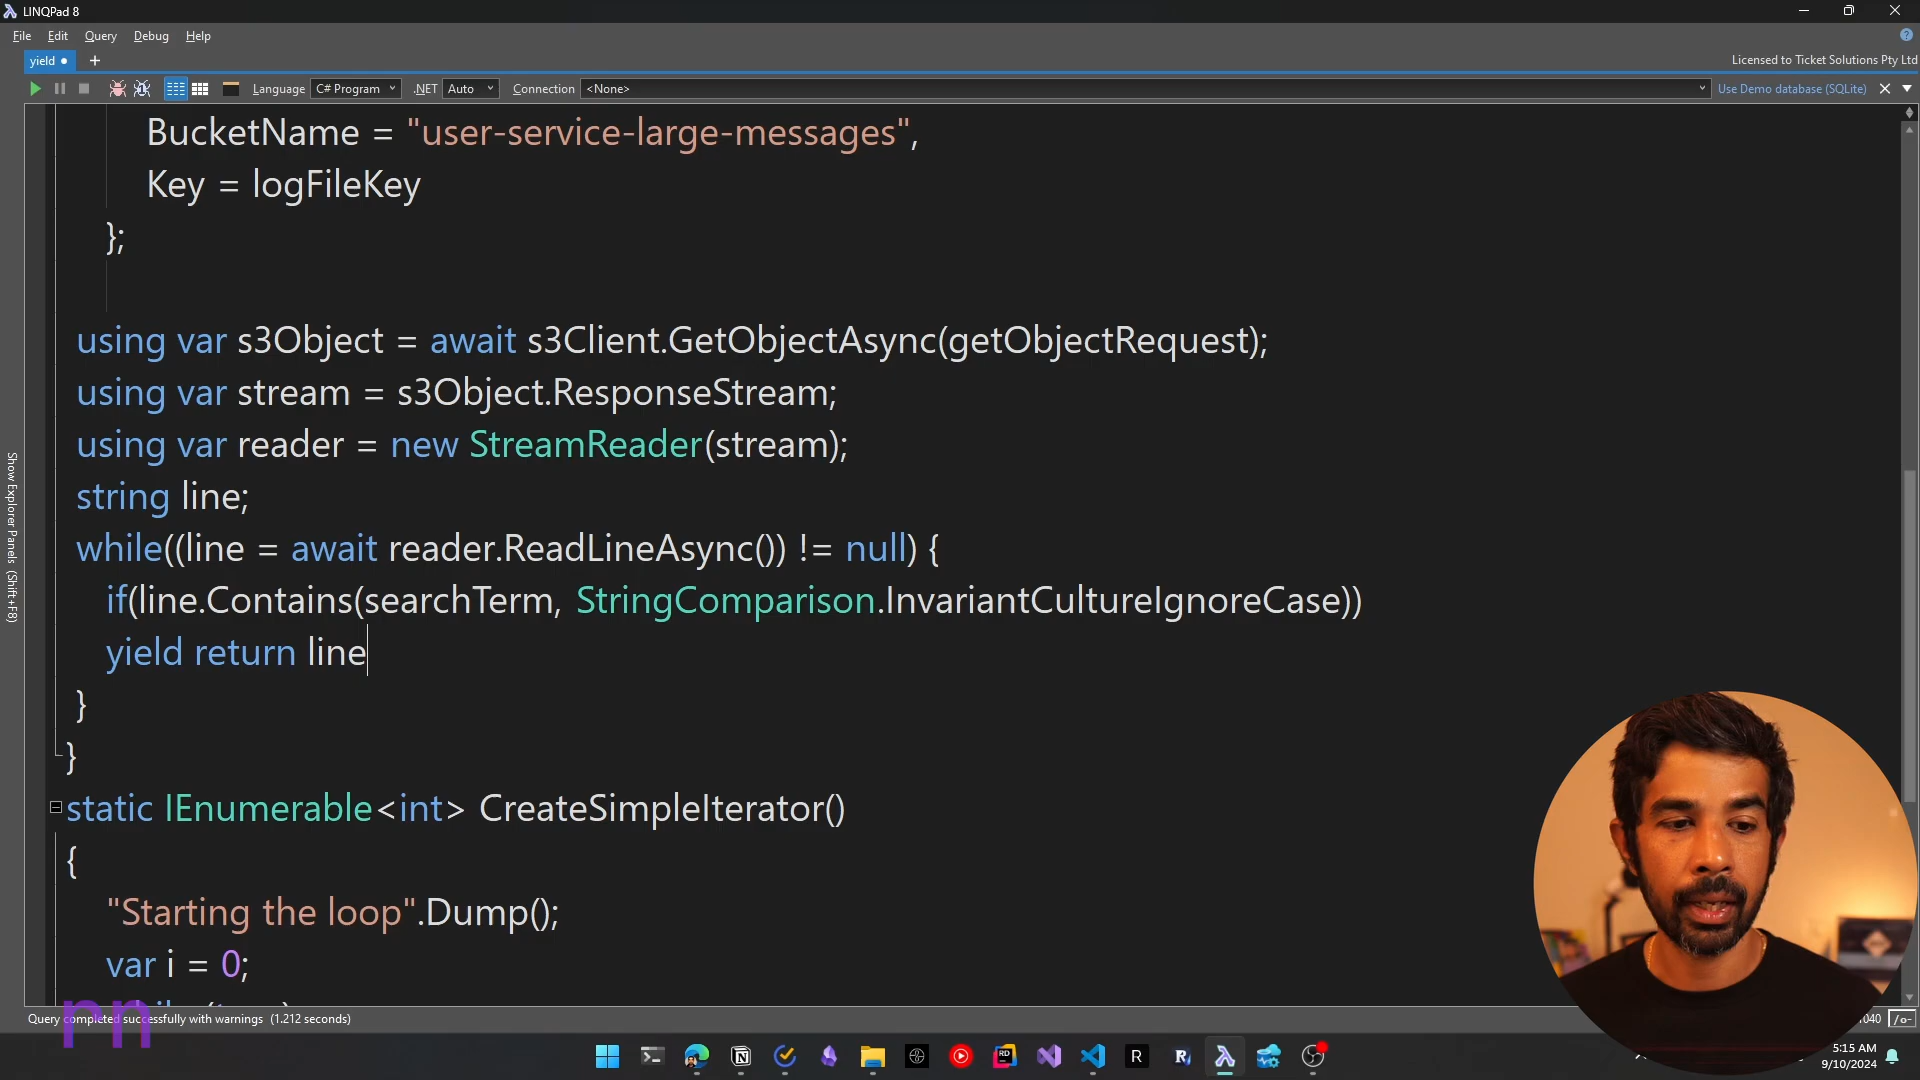 LINQPad 8
File Edit Query Debug Help
yield
Licensed to Ticket Solutions Pty Ltd
Language C# Program .NET Auto Connection <None> Use Demo database (SQLite)
BucketName = "user-service-large-messages",
Key = logFileKey
};
using var s3Object = await s3Client.GetObjectAsync(getObjectRequest);
using var stream = s3Object.ResponseStream;
using var reader = new StreamReader(stream);
string line;
while((line = await reader.ReadLineAsync()) != null) {
if(line.Contains(searchTerm, StringComparison.InvariantCultureIgnoreCase))
yield return line
}
}
static IEnumerable<int> CreateSimpleIterator()
{
"Starting the loop".Dump();
var i = 0;
Show Explorer Panels (Shift+F8)
rn
Query completed successfully with warnings (1.212 seconds)
/o-
5:15 AM
9/10/2024